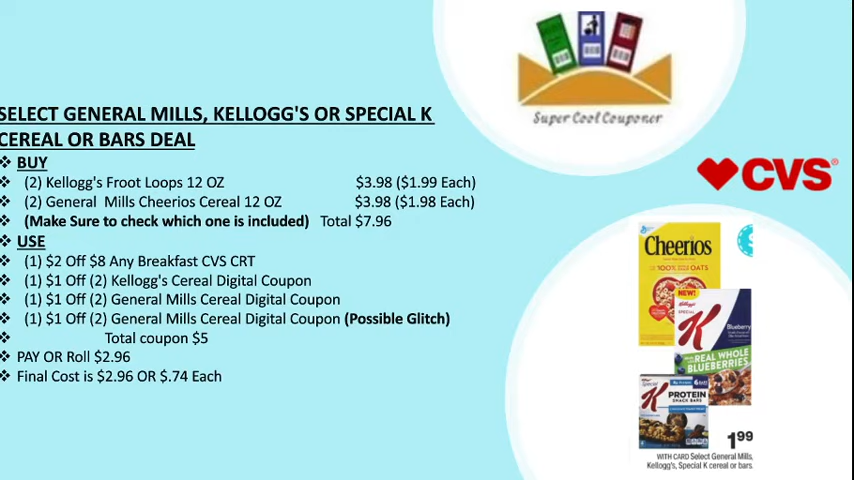 Super Cool Couponer
SELECT GENERAL MILLS, KELLOGG'S OR SPECIAL K
CEREAL OR BARS DEAL
❖ BUY
❖ (2) Kellogg's Froot Loops 12 OZ $3.98 ($1.99 Each)
❖ (2) General Mills Cheerios Cereal 12 OZ $3.98 ($1.98 Each)
❖ (Make Sure to check which one is included) Total $7.96
❖ USE
❖ (1) $2 Off $8 Any Breakfast CVS CRT
❖ (1) $1 Off (2) Kellogg's Cereal Digital Coupon
❖ (1) $1 Off (2) General Mills Cereal Digital Coupon
❖ (1) $1 Off (2) General Mills Cereal Digital Coupon (Possible Glitch)
❖ Total coupon $5
❖ PAY OR Roll $2.96
❖ Final Cost is $2.96 OR $.74 Each
CVS®
Cheerios
100% OATS
NEW!
Kellogg's
SPECIAL
K
Blueberry
REAL WHOLE
BLUEBERRIES
Special
K
PROTEIN
SNACK BARS
1.99
WITH CARD Select General Mills,
Kellogg's, Special K cereal or bars.